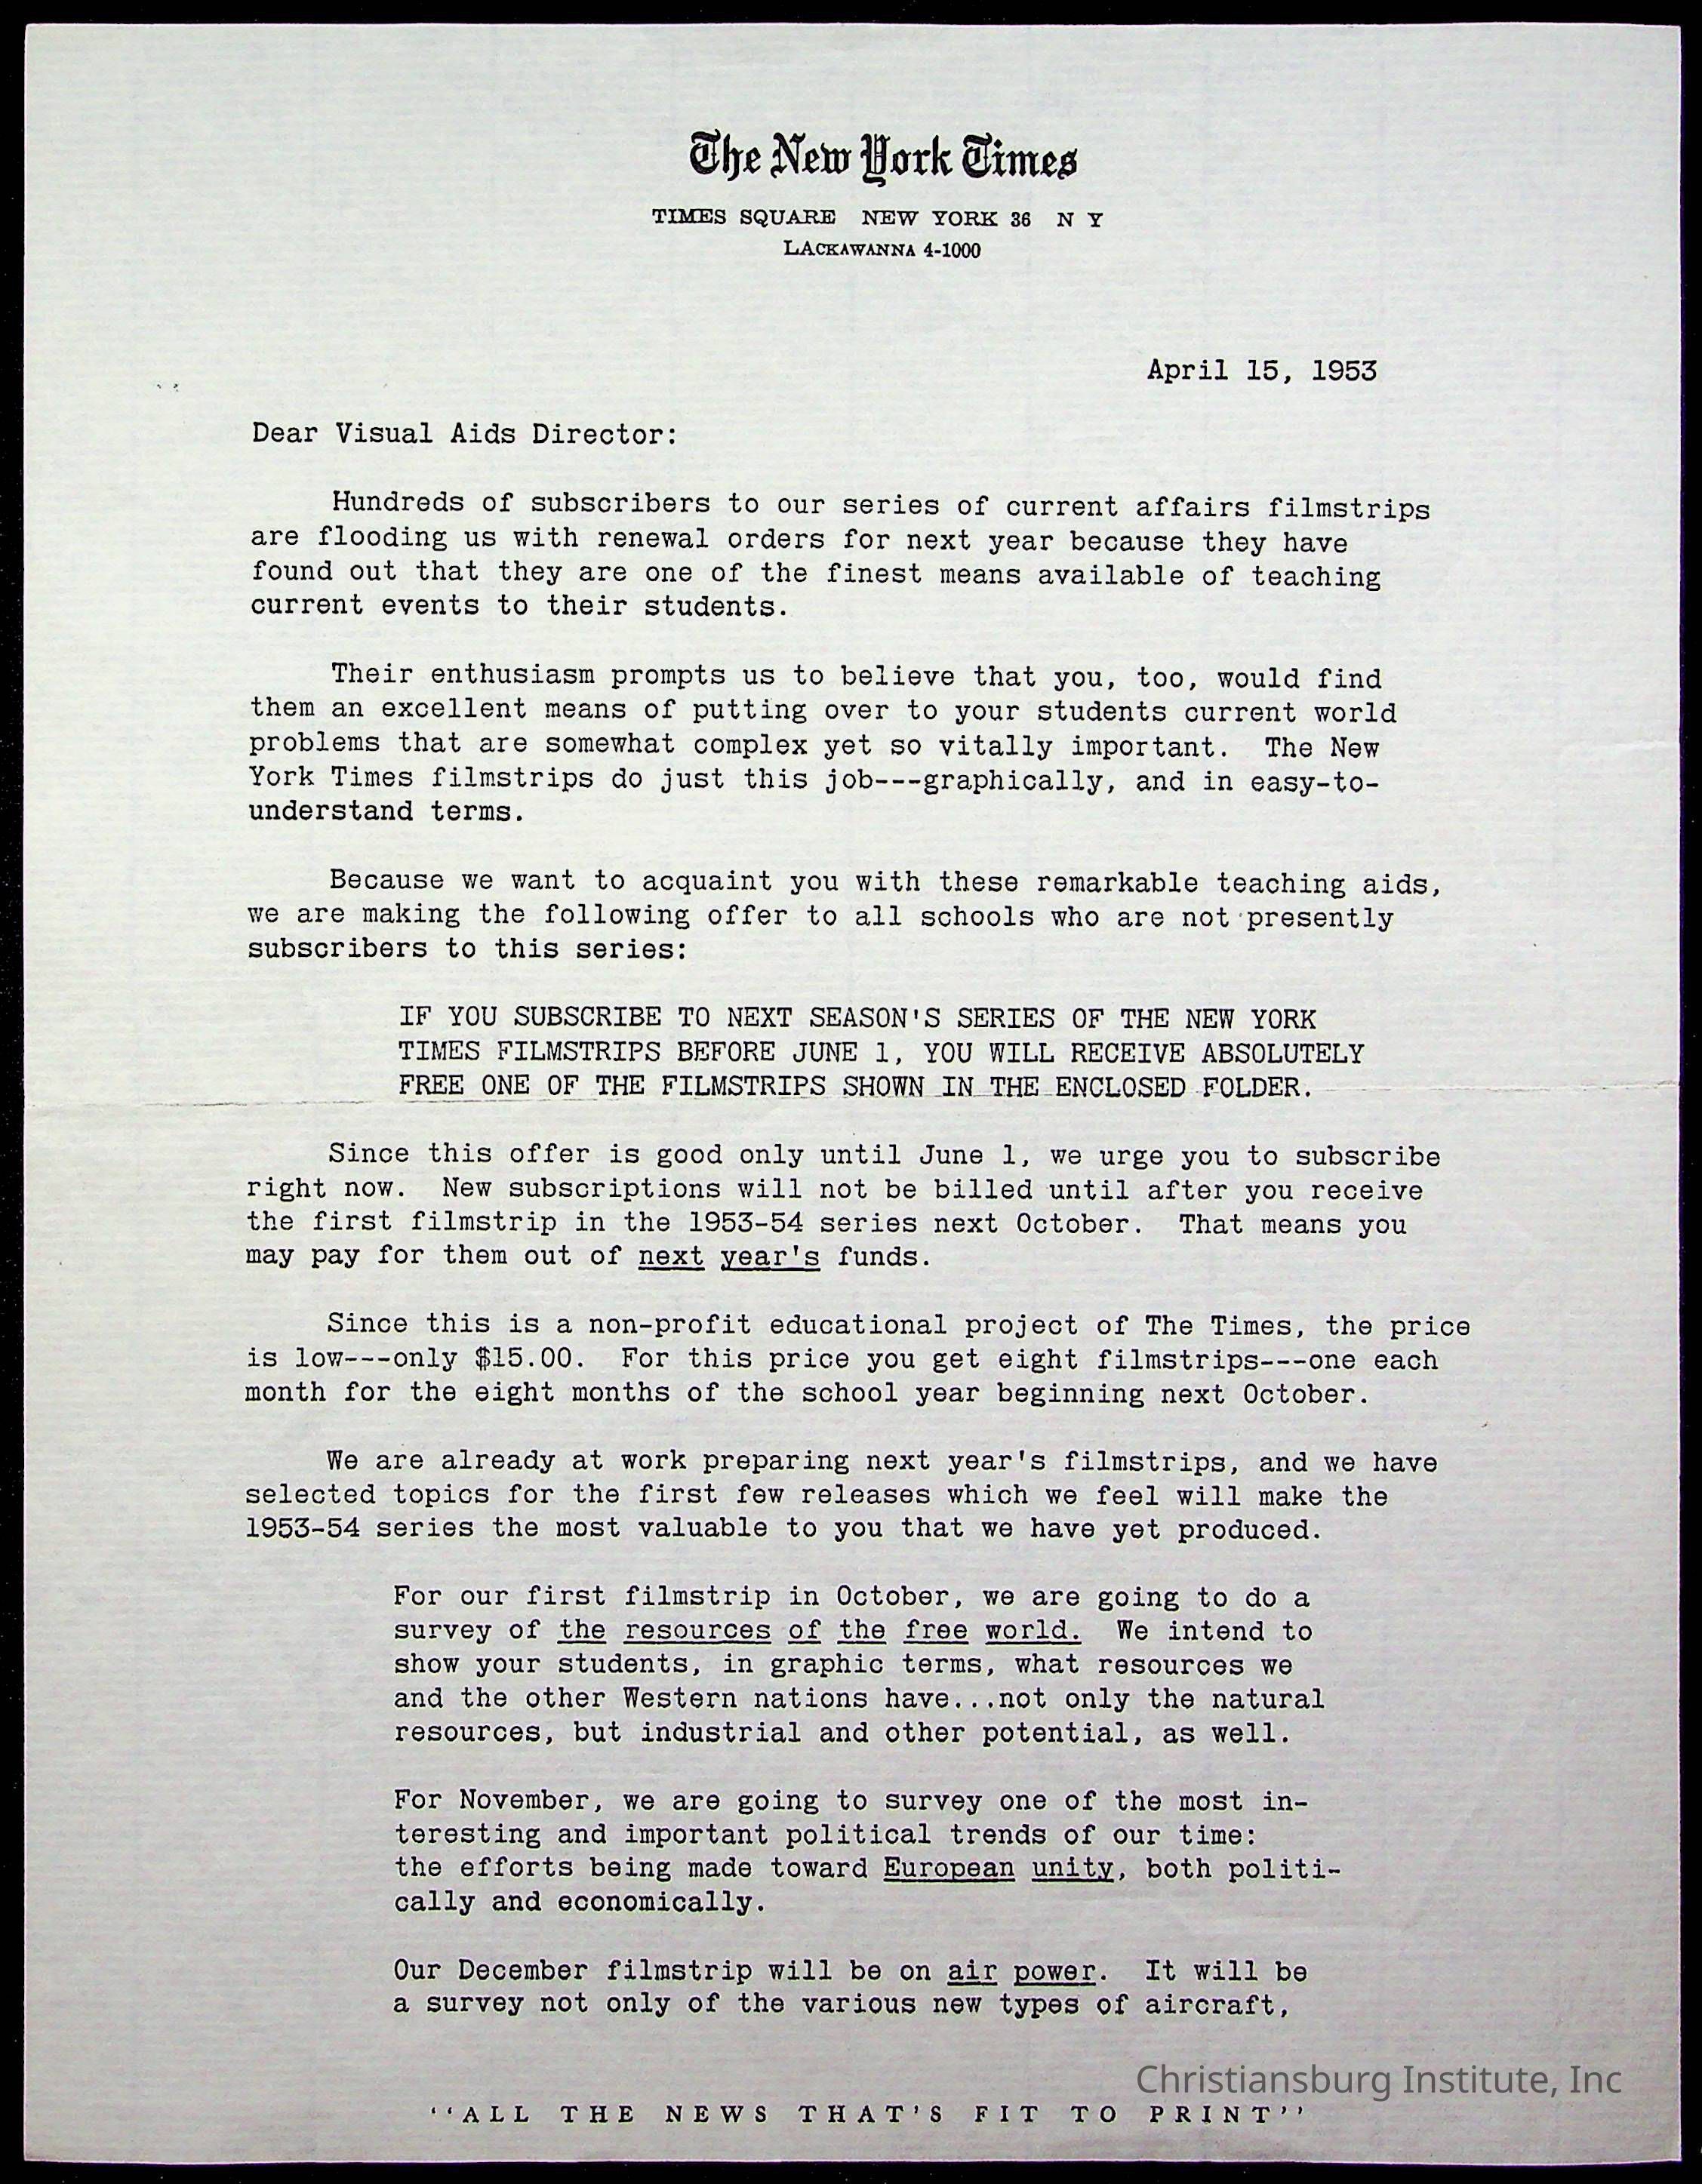 The New York Times
TIMES SQUARE NEW YORK 36 N Y
LACKAWANNA 4-1000
April 15, 1953
Dear Visual Aids Director:
Hundreds of subscribers to our series of current affairs filmstrips
are flooding us with renewal orders for next year because they have
found out that they are one of the finest means available of teaching
current events to their students.
Their enthusiasm prompts us to believe that you, too, would find
them an excellent means of putting over to your students current world
problems that are somewhat complex yet so vitally important. The New
York Times filmstrips do just this job---graphically, and in easy-to-
understand terms.
Because we want to acquaint you with these remarkable teaching aids,
we are making the following offer to all schools who are not presently
subscribers to this series:
IF YOU SUBSCRIBE TO NEXT SEASON'S SERIES OF THE NEW YORK
TIMES FILMSTRIPS BEFORE JUNE 1, YOU WILL RECEIVE ABSOLUTELY
FREE ONE OF THE FILMSTRIPS SHOWN IN THE ENCLOSED FOLDER.
Since this offer is good only until June 1, we urge you to subscribe
right now. New subscriptions will not be billed until after you receive
the first filmstrip in the 1953-54 series next October. That means you
may pay for them out of next year's funds.
Since this is a non-profit educational project of The Times, the price
is low---only $15.00. For this price you get eight filmstrips---one each
month for the eight months of the school year beginning next October.
We are already at work preparing next year's filmstrips, and we have
selected topics for the first few releases which we feel will make the
1953-54 series the most valuable to you that we have yet produced.
For our first filmstrip in October, we are going to do a
survey of the resources of the free world. We intend to
show your students, in graphic terms, what resources we
and the other Western nations have...not only the natural
resources, but industrial and other potential, as well.
For November, we are going to survey one of the most in-
teresting and important political trends of our time:
the efforts being made toward European unity, both politi-
cally and economically.
Our December filmstrip will be on air power. It will be
a survey not only of the various new types of aircraft,
Christiansburg Institute, Inc
"ALL THE NEWS THAT'S FIT TO PRINT"